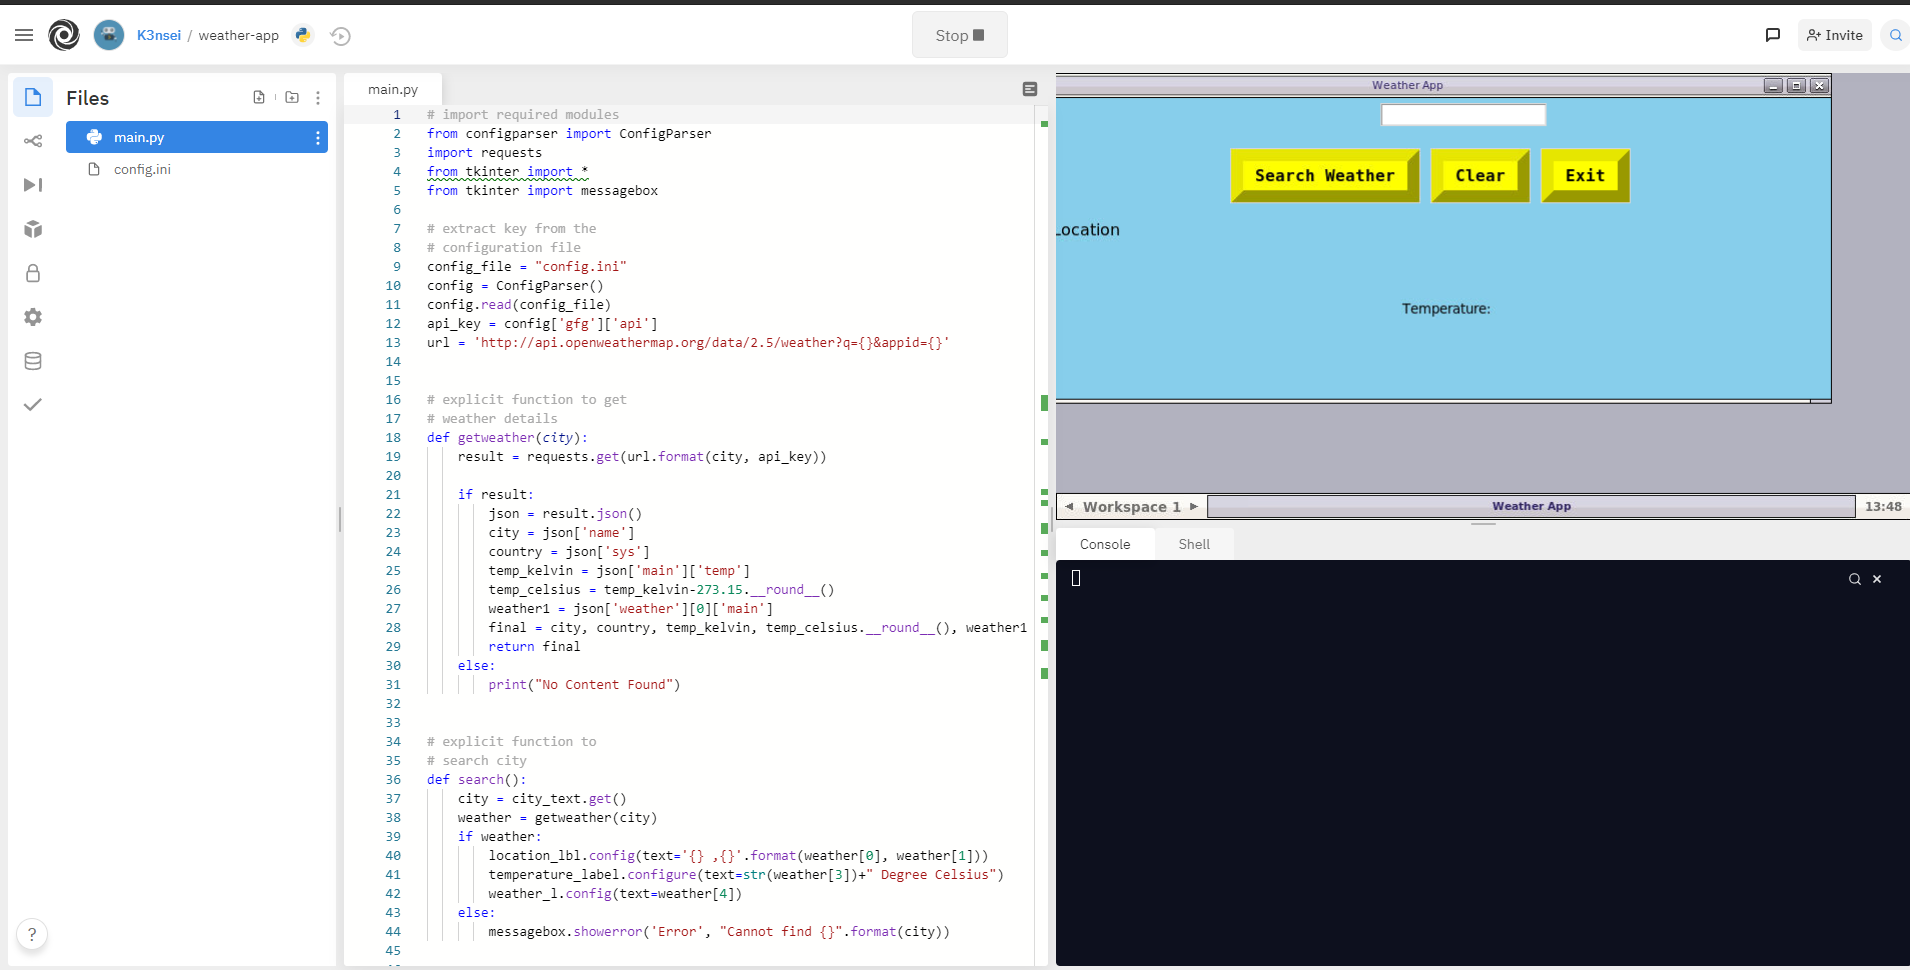 K3nsei / weather-app
Stop
Invite
Files
main.py
config.ini
main.py
1 # import required modules
2 from configparser import ConfigParser
3 import requests
4 from tkinter import *
5 from tkinter import messagebox
6
7 # extract key from the
8 # configuration file
9 config_file = "config.ini"
10 config = ConfigParser()
11 config.read(config_file)
12 api_key = config['gfg']['api']
13 url = 'http://api.openweathermap.org/data/2.5/weather?q={}&appid={}'
14
15
16 # explicit function to get
17 # weather details
18 def getweather(city):
19     result = requests.get(url.format(city, api_key))
20
21     if result:
22         json = result.json()
23         city = json['name']
24         country = json['sys']
25         temp_kelvin = json['main']['temp']
26         temp_celsius = temp_kelvin-273.15.__round__()
27         weather1 = json['weather'][0]['main']
28         final = city, country, temp_kelvin, temp_celsius.__round__(), weather1
29         return final
30     else:
31         print("No Content Found")
32
33
34 # explicit function to
35 # search city
36 def search():
37     city = city_text.get()
38     weather = getweather(city)
39     if weather:
40         location_lbl.config(text='{} ,{}'.format(weather[0], weather[1]))
41         temperature_label.configure(text=str(weather[3])+" Degree Celsius")
42         weather_l.config(text=weather[4])
43     else:
44         messagebox.showerror('Error', "Cannot find {}".format(city))
45
Weather App
Search Weather Clear Exit
Location
Temperature:
Workspace 1 Weather App 13:48
Console Shell
?